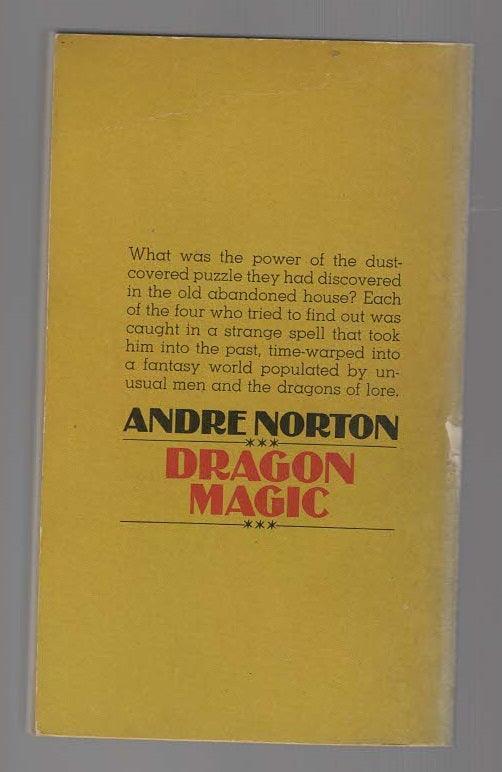 What was the power of the dust-
covered puzzle they had discovered
in the old abandoned house? Each
of the four who tried to find out was
caught in a strange spell that took
him into the past, time-warped into
a fantasy world populated by un-
usual men and the dragons of lore.
ANDRE NORTON
***
DRAGON
MAGIC
***